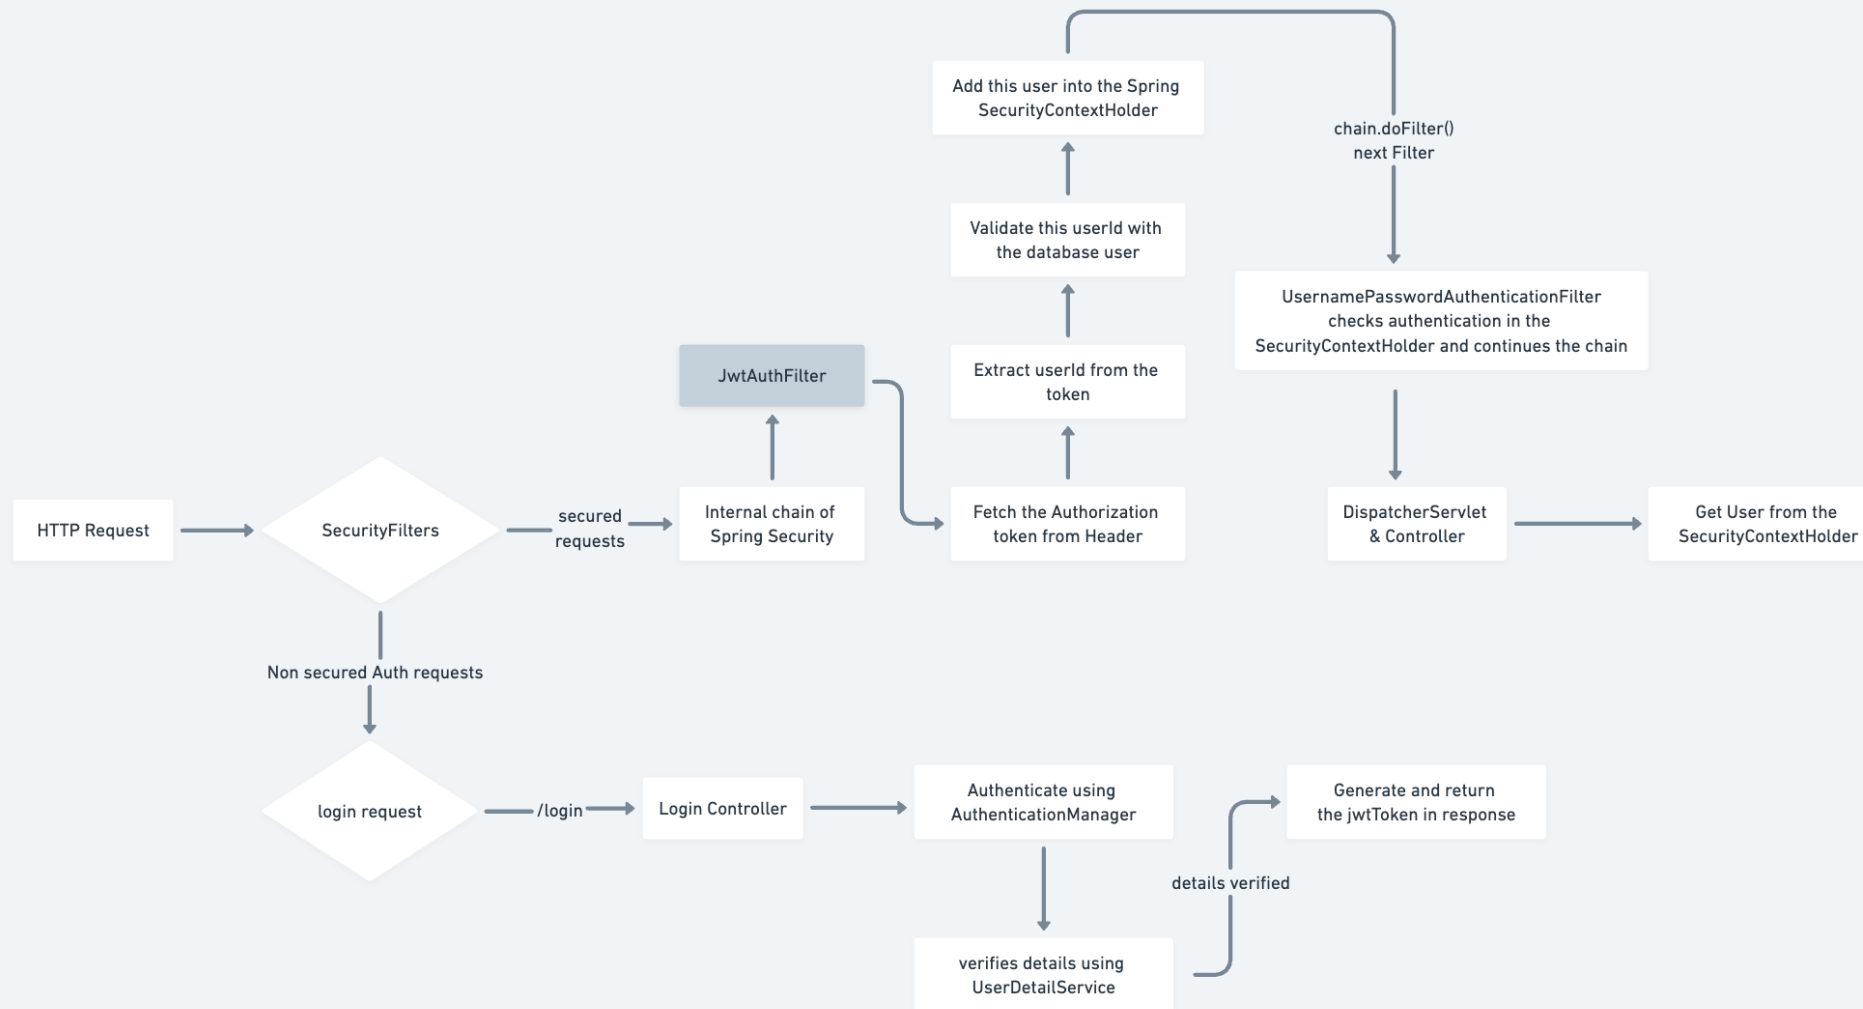 HTTP Request
SecurityFilters
secured
requests
Internal chain of
Spring Security
JwtAuthFilter
Fetch the Authorization
token from Header
Extract userId from the
token
Validate this userId with
the database user
Add this user into the Spring
SecurityContextHolder
chain.doFilter()
next Filter
UsernamePasswordAuthenticationFilter
checks authentication in the
SecurityContextHolder and continues the chain
DispatcherServlet
& Controller
Get User from the
SecurityContextHolder
Non secured Auth requests
login request
/login
Login Controller
Authenticate using
AuthenticationManager
verifies details using
UserDetailService
details verified
Generate and return
the jwtToken in response